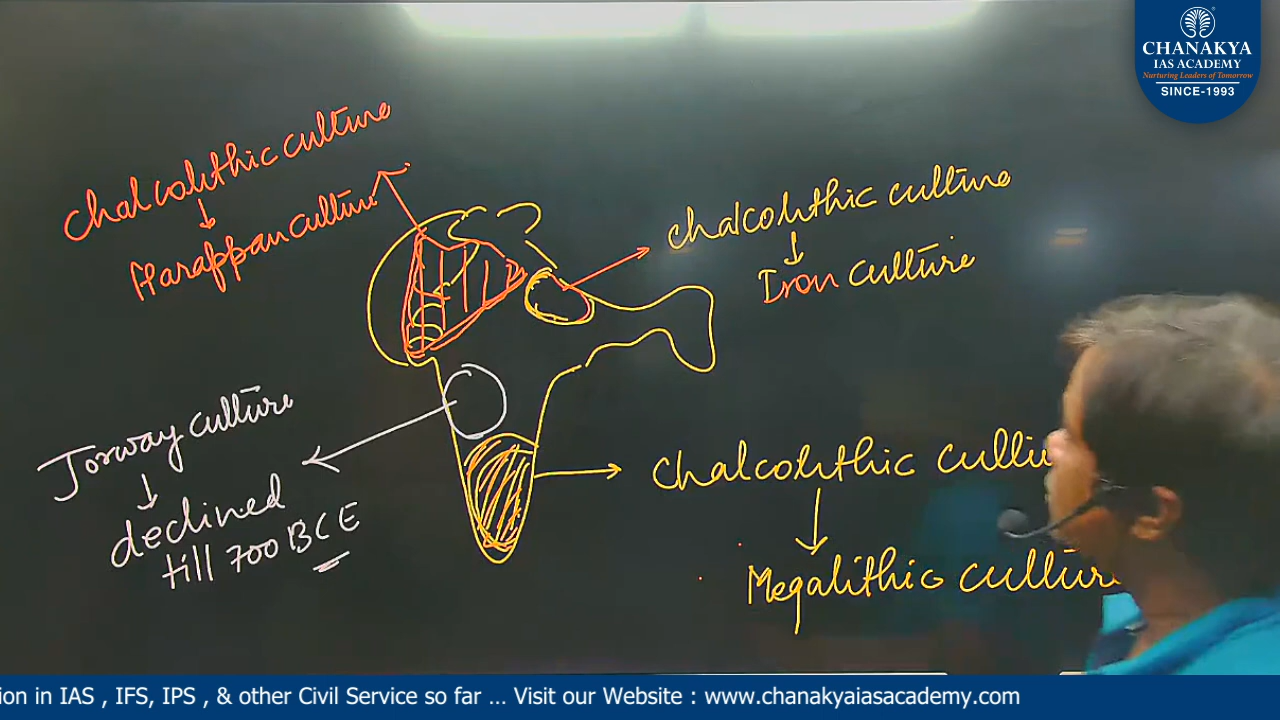 CHANAKYA
IAS ACADEMY
Nurturing Leaders of Tomorrow
SINCE-1993
Chalcolithic culture
Harappan culture
Chalcolithic culture
Iron culture
Jorway culture
declined
till 700 BCE
Chalcolithic cultu
Megalithic culture
ion in IAS , IFS, IPS , & other Civil Service so far ... Visit our Website : www.chanakyaiasacademy.com